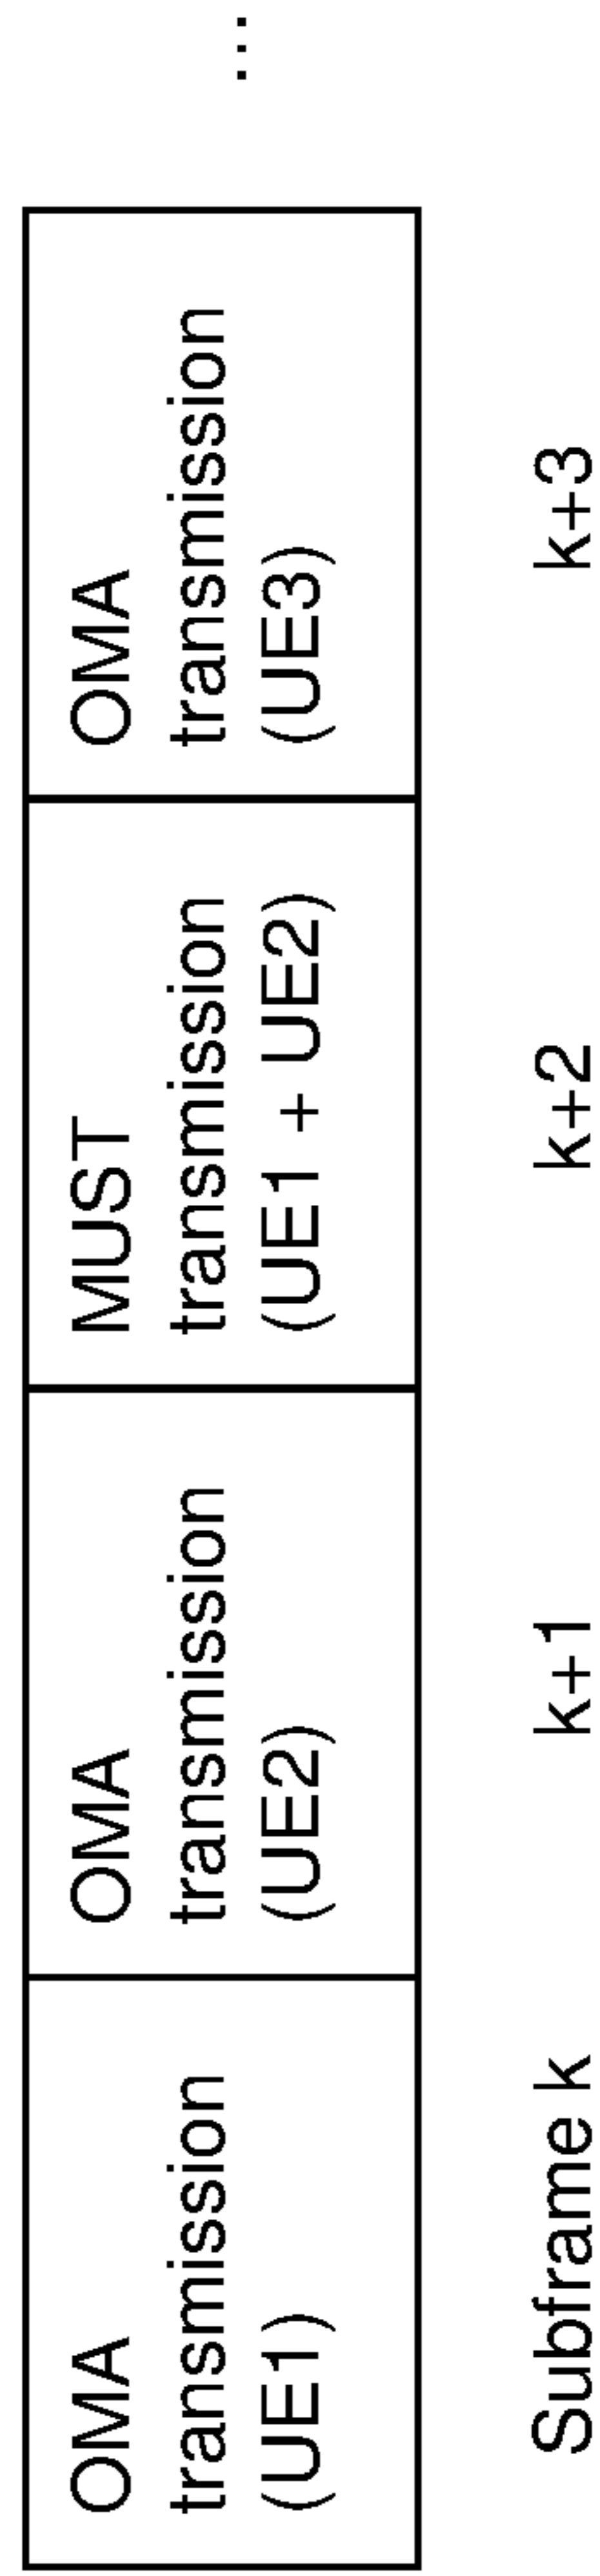 OMA
transmission
(UE1)
OMA
transmission
(UE2)
MUST
transmission
(UE1 + UE2)
OMA
transmission
(UE3)
...
Subframe k
k+1
k+2
k+3